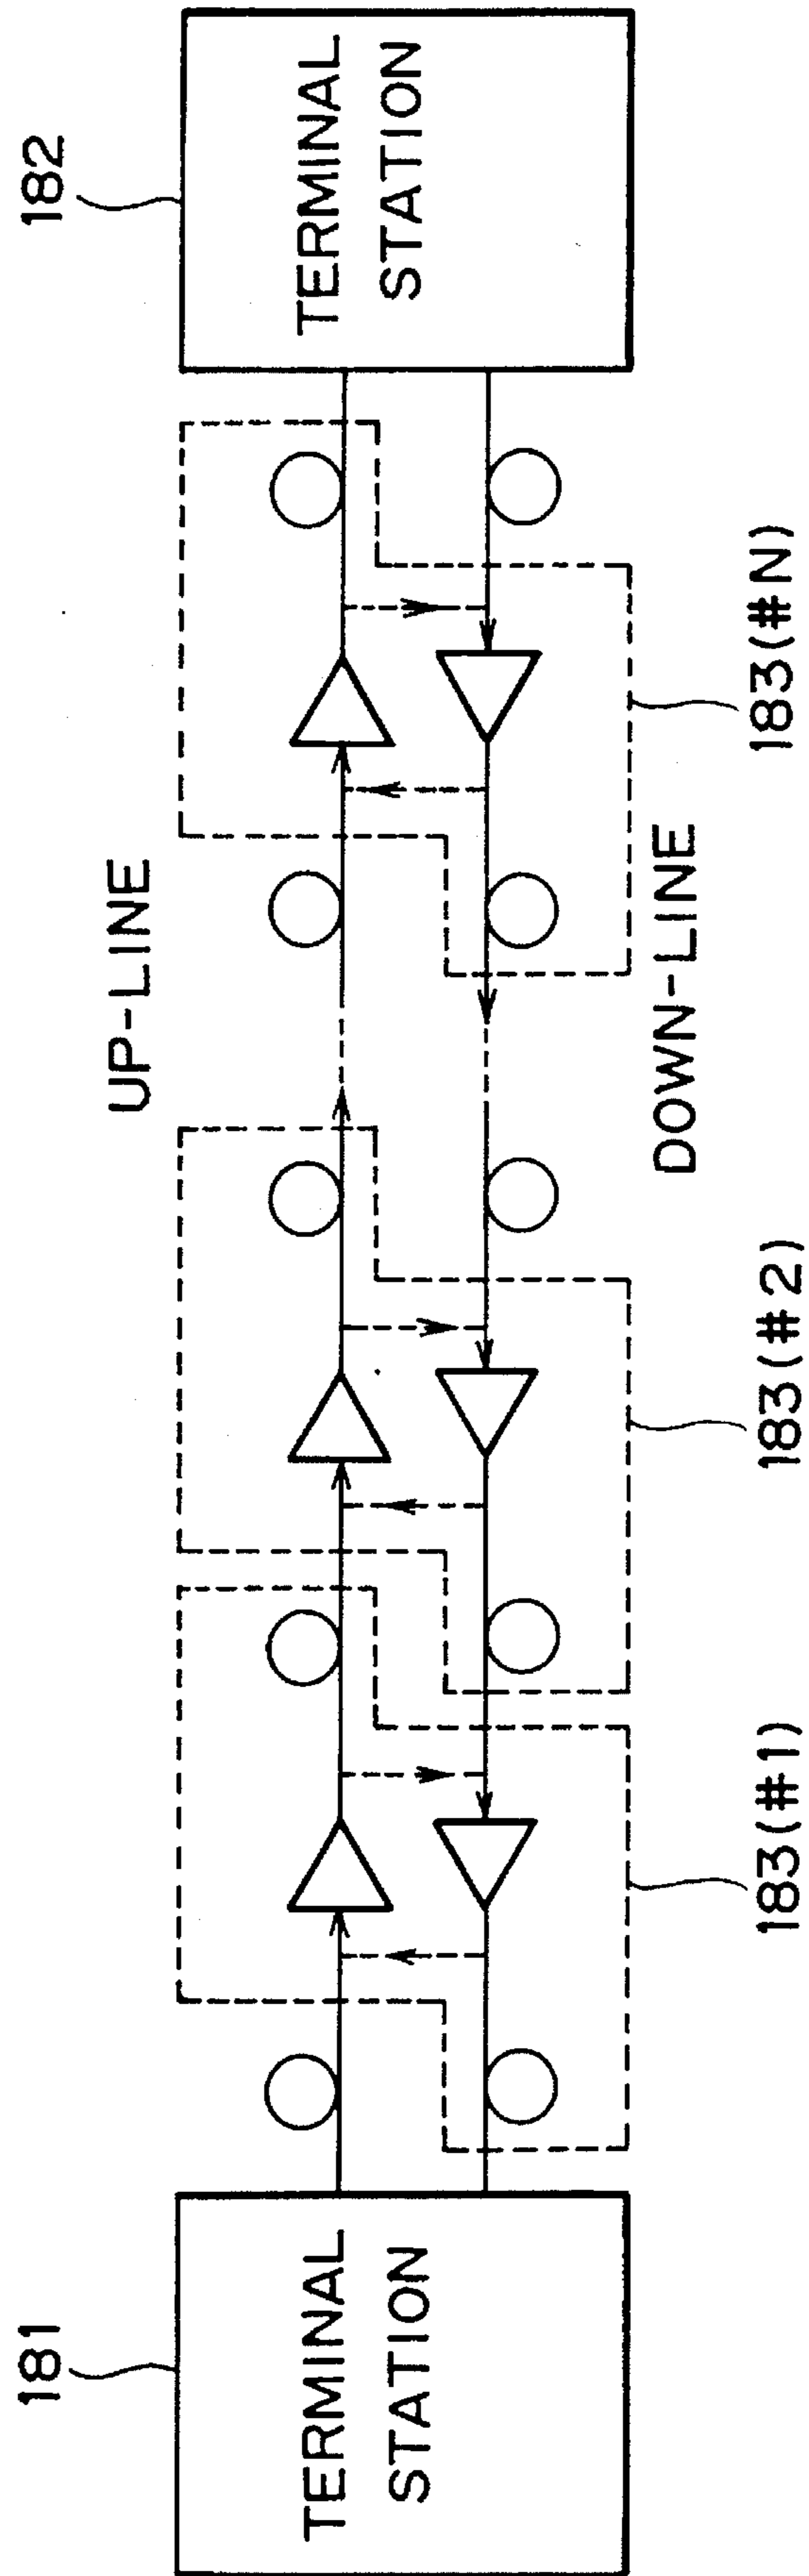 181
TERMINAL
STATION
UP-LINE
182
TERMINAL
STATION
DOWN-LINE
183(#1)
183(#2)
183(#N)